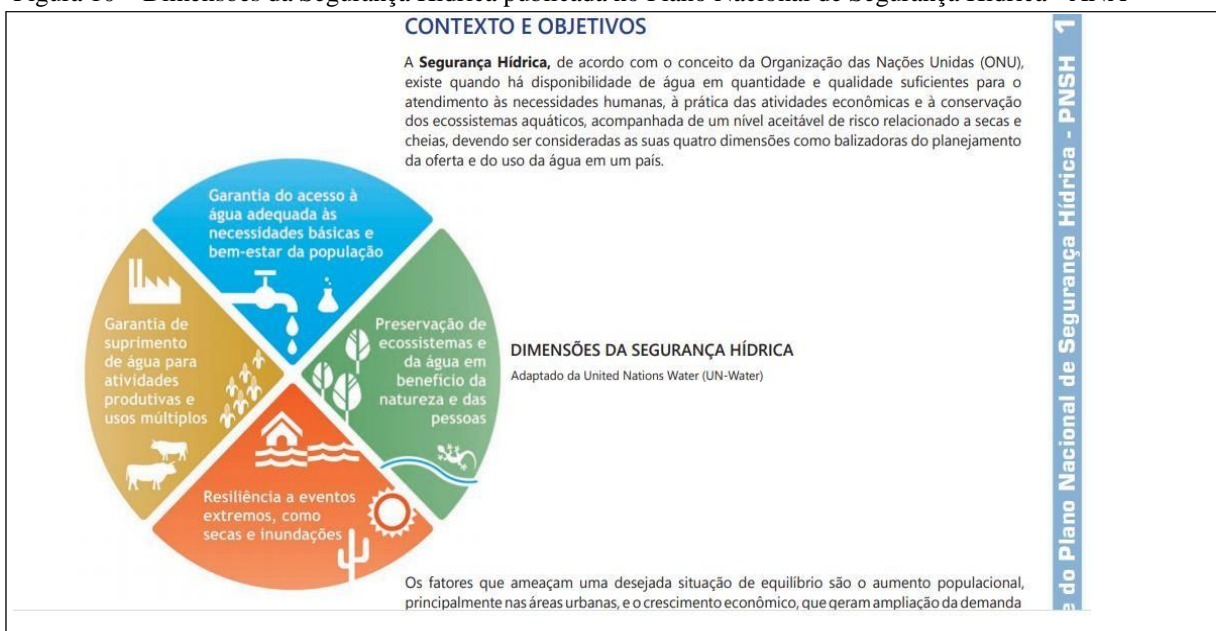 CONTEXTO E OBJETIVOS
A Segurança Hídrica, de acordo com o conceito da Organização das Nações Unidas (ONU),
existe quando há disponibilidade de água em quantidade e qualidade suficientes para o
atendimento às necessidades humanas, à prática das atividades econômicas e à conservação
dos ecossistemas aquáticos, acompanhada de um nível aceitável de risco relacionado a secas e
cheias, devendo ser consideradas as suas quatro dimensões como balizadoras do planejamento
da oferta e do uso da água em um país.
Garantia do acesso à
água adequada às
necessidades básicas e
bem-estar da população
Garantia de
suprimento
de água para
atividades
produtivas e
usos múltiplos
Preservação de
ecossistemas e
da água em
benefício da
natureza e das
pessoas
Resiliência a eventos
extremos, como
secas e inundações
DIMENSÕES DA SEGURANÇA HÍDRICA
Adaptado da United Nations Water (UN-Water)
Os fatores que ameaçam uma desejada situação de equilíbrio são o aumento populacional,
principalmente nas áreas urbanas, e o crescimento econômico, que geram ampliação da demanda
do Plano Nacional de Segurança Hídrica - PNSH 1